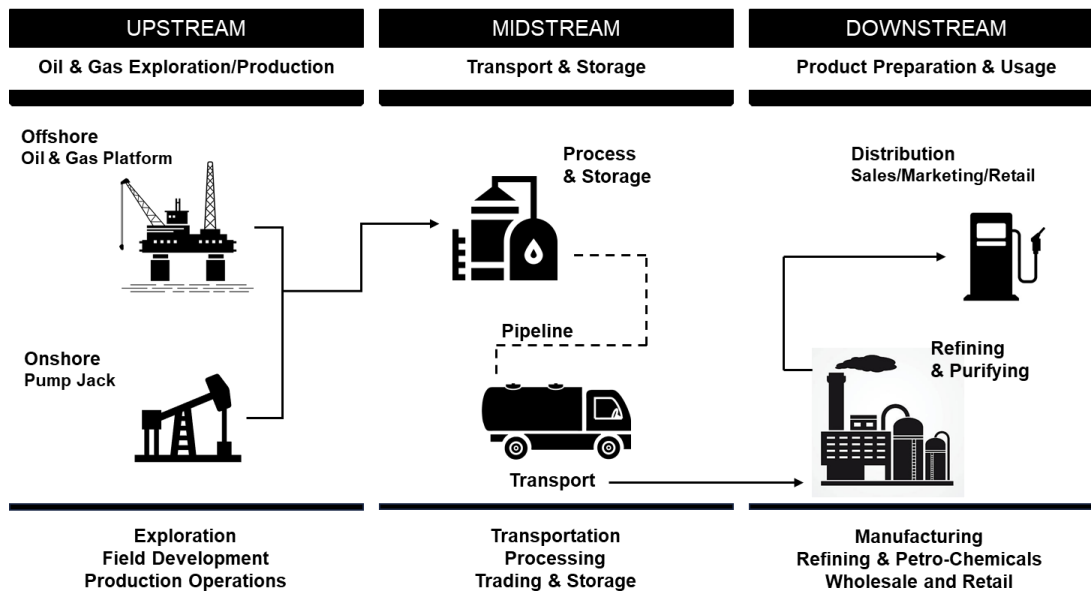 UPSTREAM
Oil & Gas Exploration/Production
Offshore
Oil & Gas Platform
Onshore
Pump Jack
Exploration
Field Development
Production Operations
MIDSTREAM
Transport & Storage
Process
& Storage
Pipeline
Transport
Transportation
Processing
Trading & Storage
DOWNSTREAM
Product Preparation & Usage
Distribution
Sales/Marketing/Retail
Refining
& Purifying
Manufacturing
Refining & Petro-Chemicals
Wholesale and Retail